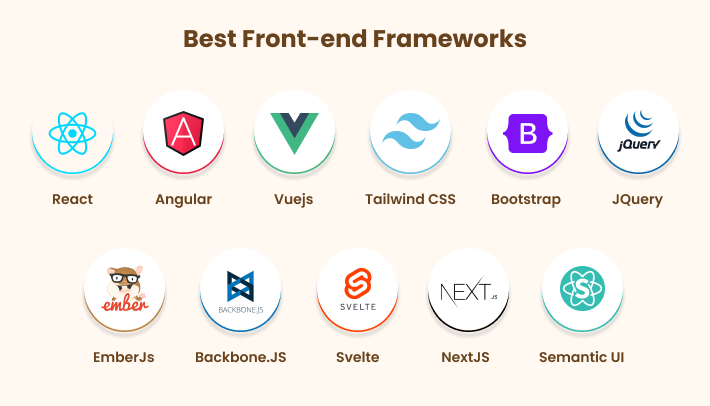 Best Front-end Frameworks
A
B
jQuery
React
Angular
Vuejs
Tailwind CSS
Bootstrap
JQuery
ember
BACKBONE.JS
SVELTE
NEXT.JS
S
EmberJs
Backbone.JS
Svelte
NextJS
Semantic UI